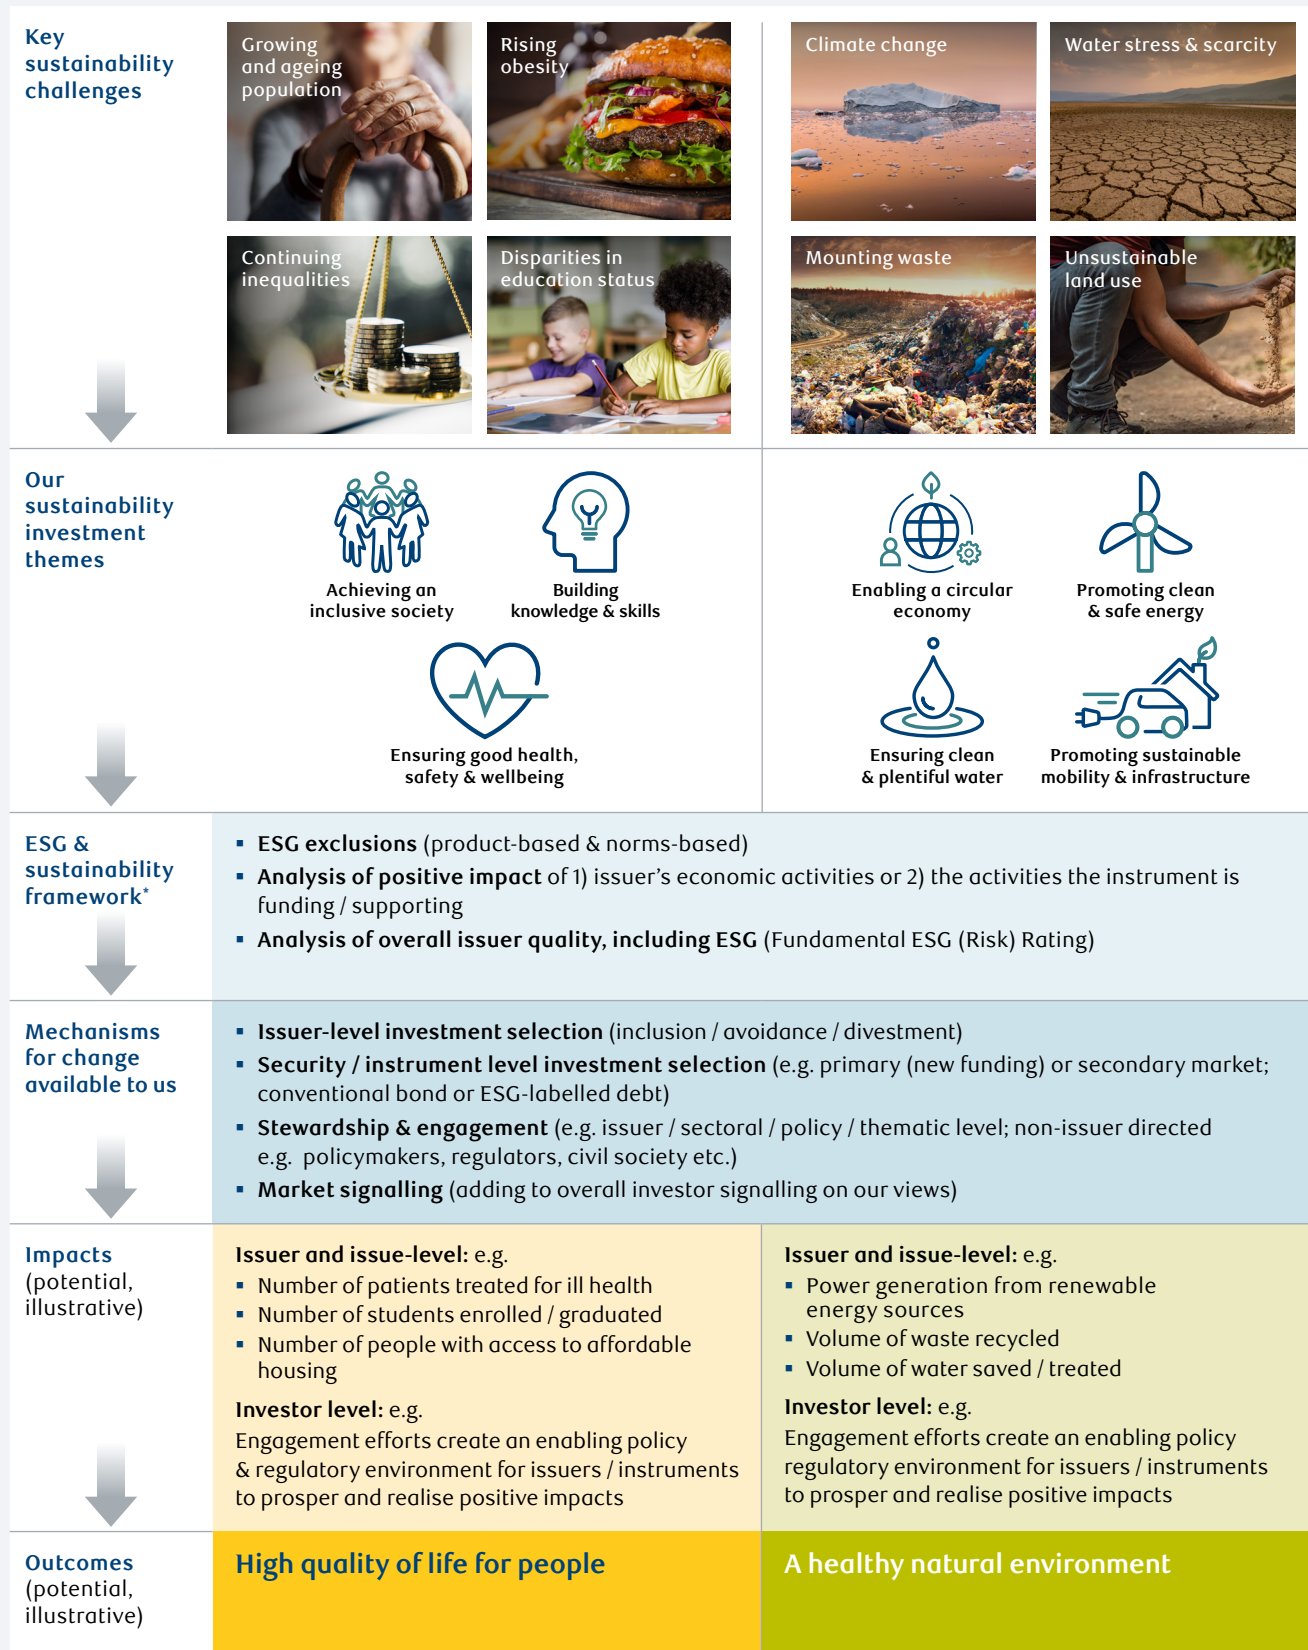 Key
sustainability
challenges
Growing
and ageing
population
Rising
obesity
Climate change
Water stress & scarcity
Continuing
inequalities
Disparities in
education status
Mounting waste
Unsustainable
land use
Our
sustainability
investment
themes
Achieving an
inclusive society
Building
knowledge & skills
Enabling a circular
economy
Promoting clean
& safe energy
Ensuring good health,
safety & wellbeing
Ensuring clean
& plentiful water
Promoting sustainable
mobility & infrastructure
ESG &
sustainability
framework*
▪ ESG exclusions (product-based & norms-based)
▪ Analysis of positive impact of 1) issuer’s economic activities or 2) the activities the instrument is
funding / supporting
▪ Analysis of overall issuer quality, including ESG (Fundamental ESG (Risk) Rating)
Mechanisms
for change
available to us
▪ Issuer-level investment selection (inclusion / avoidance / divestment)
▪ Security / instrument level investment selection (e.g. primary (new funding) or secondary market;
conventional bond or ESG-labelled debt)
▪ Stewardship & engagement (e.g. issuer / sectoral / policy / thematic level; non-issuer directed
e.g. policymakers, regulators, civil society etc.)
▪ Market signalling (adding to overall investor signalling on our views)
Impacts
(potential,
illustrative)
Issuer and issue-level: e.g.
▪ Number of patients treated for ill health
▪ Number of students enrolled / graduated
▪ Number of people with access to affordable
housing
Investor level: e.g.
Engagement efforts create an enabling policy
& regulatory environment for issuers / instruments
to prosper and realise positive impacts
Issuer and issue-level: e.g.
▪ Power generation from renewable
energy sources
▪ Volume of waste recycled
▪ Volume of water saved / treated
Investor level: e.g.
Engagement efforts create an enabling policy
regulatory environment for issuers / instruments
to prosper and realise positive impacts
Outcomes
(potential,
illustrative)
High quality of life for people
A healthy natural environment